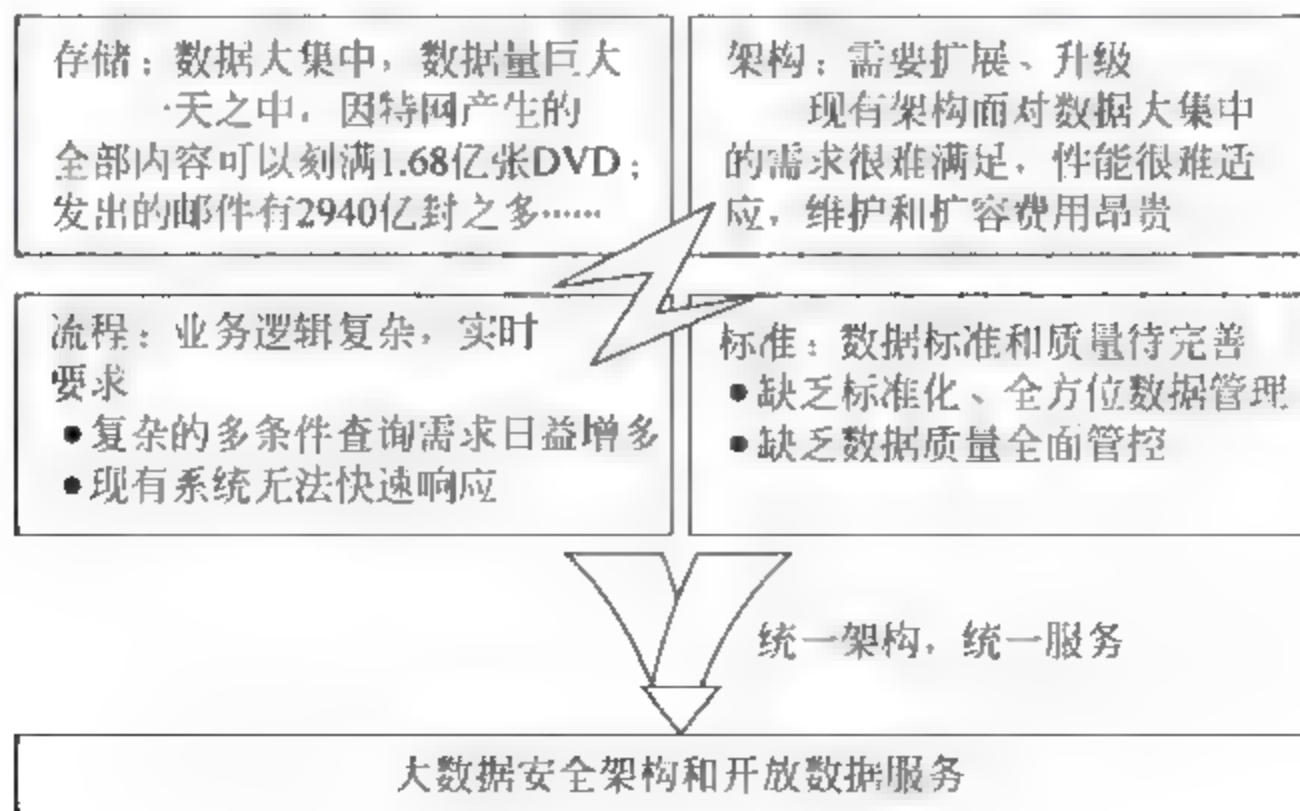 存储：数据大集中，数据量巨大
一天之中，因特网产生的
全部内容可以刻满1.68亿张DVD；
发出的邮件有2940亿封之多……
架构：需要扩展、升级
现有架构面对数据大集中
的需求很难满足，性能很难适
应，维护和扩容费用昂贵
流程：业务逻辑复杂，实时
要求
●复杂的多条件查询需求日益增多
●现有系统无法快速响应
标准：数据标准和质量待完善
●缺乏标准化、全方位数据管理
●缺乏数据质量全面管控
统一架构，统一服务
大数据安全架构和开放数据服务